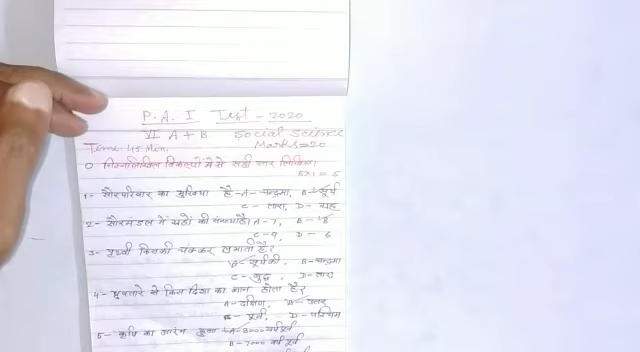 P.A. I Test - 2020
VI A + B Social Science
Time 45 Min. Marks=20
निम्नलिखित विकल्पों में से सही उत्तर लिखिए।
5x1 = 5
1- सौरपरिवार का मुखिया है - A - चन्द्रमा, B - सूर्य
C - तारा, D - ग्रह
2- सौरमंडल में ग्रहों की संख्या है। A - 7, B - 8
C - 9, D - 6
3- पृथ्वी किसकी चक्कर लगाती है?
A - सूर्य की, B - चन्द्रमा
C - बुद्ध, D - तारा
4- ध्रुवतारे से किस दिशा का ज्ञान होता है?
A - दक्षिण, B - उत्तर
C - पूर्व, D - पश्चिम
5- कृषि का आरंभ हुआ - A - 8000 वर्ष पूर्व
B - 7000 वर्ष पूर्व